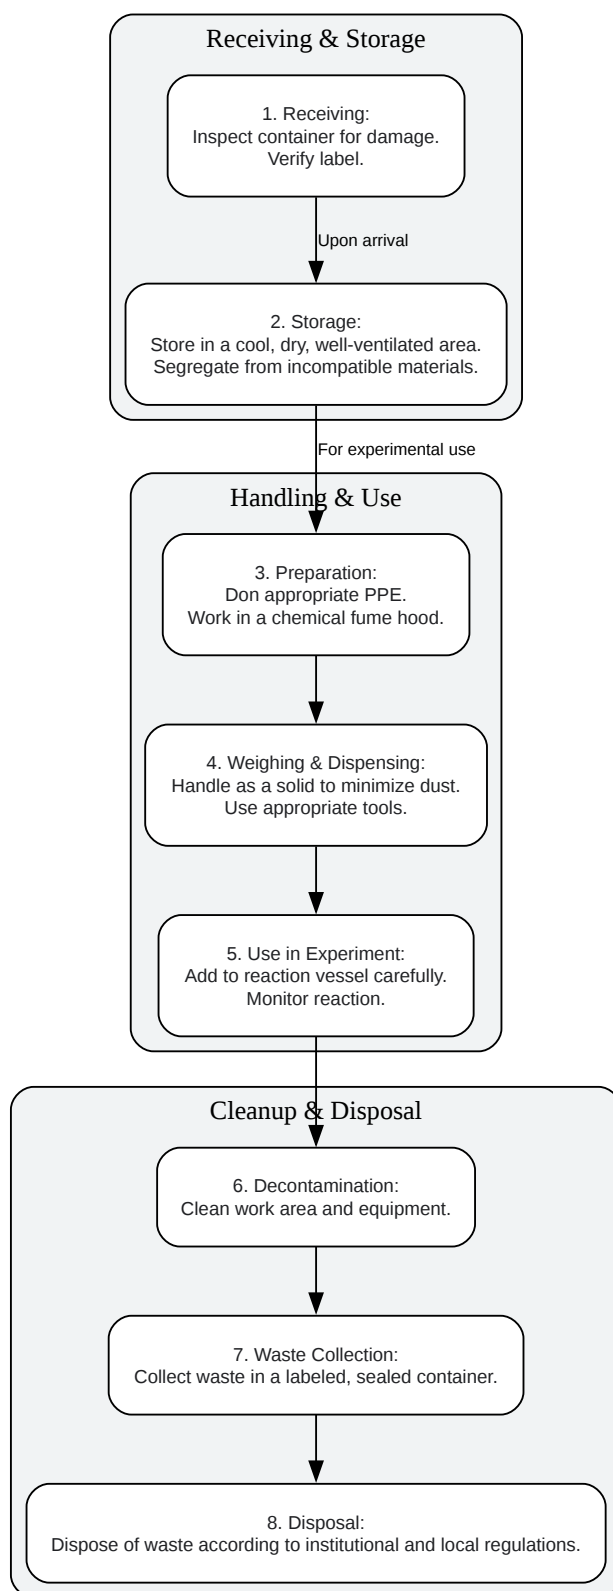 Receiving & Storage
1. Receiving:
Inspect container for damage.
Verify label.
Upon arrival
2. Storage:
Store in a cool, dry, well-ventilated area.
Segregate from incompatible materials.
For experimental use
Handling & Use
3. Preparation:
Don appropriate PPE.
Work in a chemical fume hood.
4. Weighing & Dispensing:
Handle as a solid to minimize dust.
Use appropriate tools.
5. Use in Experiment:
Add to reaction vessel carefully.
Monitor reaction.
Cleanup & Disposal
6. Decontamination:
Clean work area and equipment.
7. Waste Collection:
Collect waste in a labeled, sealed container.
8. Disposal:
Dispose of waste according to institutional and local regulations.